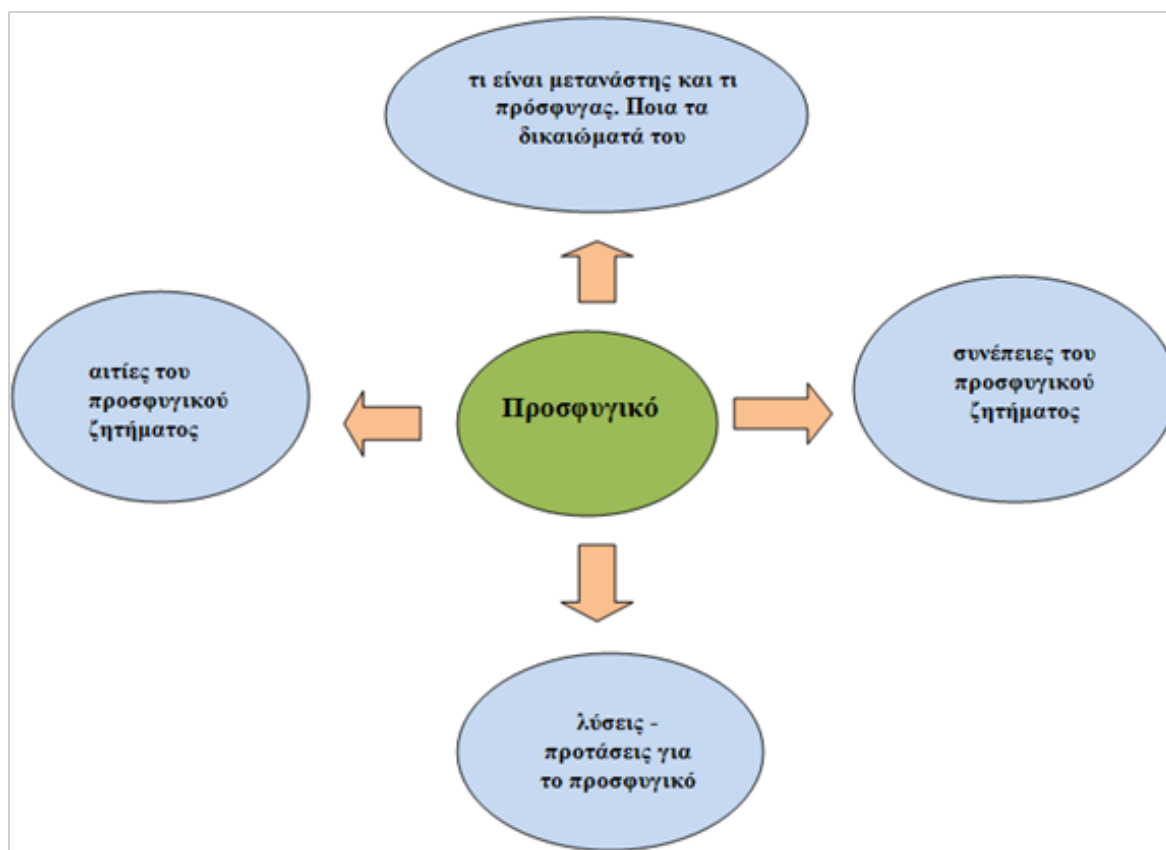 τι είναι μετανάστης και τι
πρόσφυγας. Ποια τα
δικαιώματά του
αιτίες του
προσφυγικού
ζητήματος
Προσφυγικό
συνέπειες του
προσφυγικού
ζητήματος
λύσεις -
προτάσεις για
το προσφυγικό